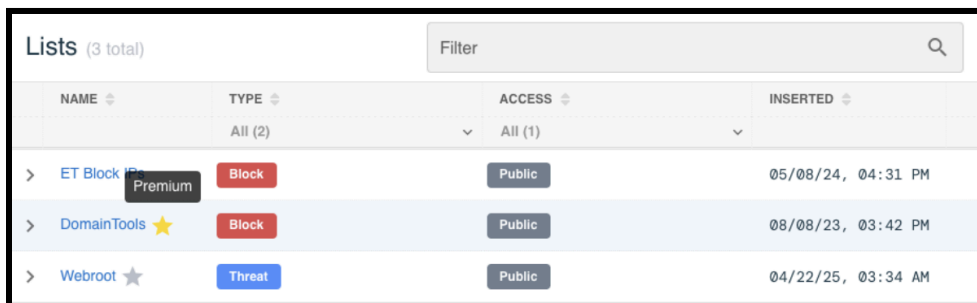 Lists (3 total)
Filter
NAME TYPE ACCESS INSERTED
All (2) All (1)
ET Block IPs Block Public 05/08/24, 04:31 PM
Premium
DomainTools Block Public 08/08/23, 03:42 PM
Webroot Threat Public 04/22/25, 03:34 AM